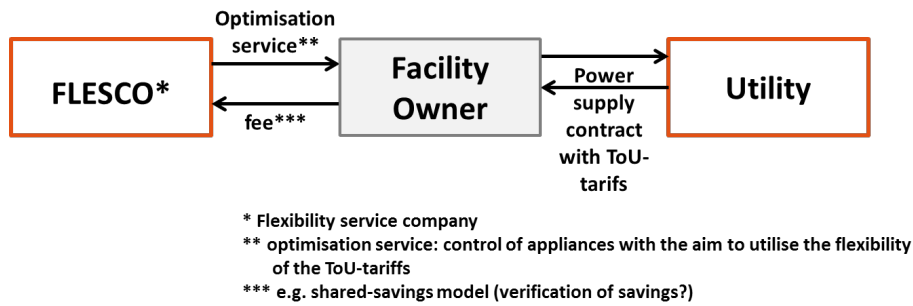 Optimisation
service**
FLESCO*
fee***
Facility
Owner
Power
supply
contract
with ToU-
tarifs
Utility
* Flexibility service company
** optimisation service: control of appliances with the aim to utilise the flexibility
of the ToU-tariffs
*** e.g. shared-savings model (verification of savings?)